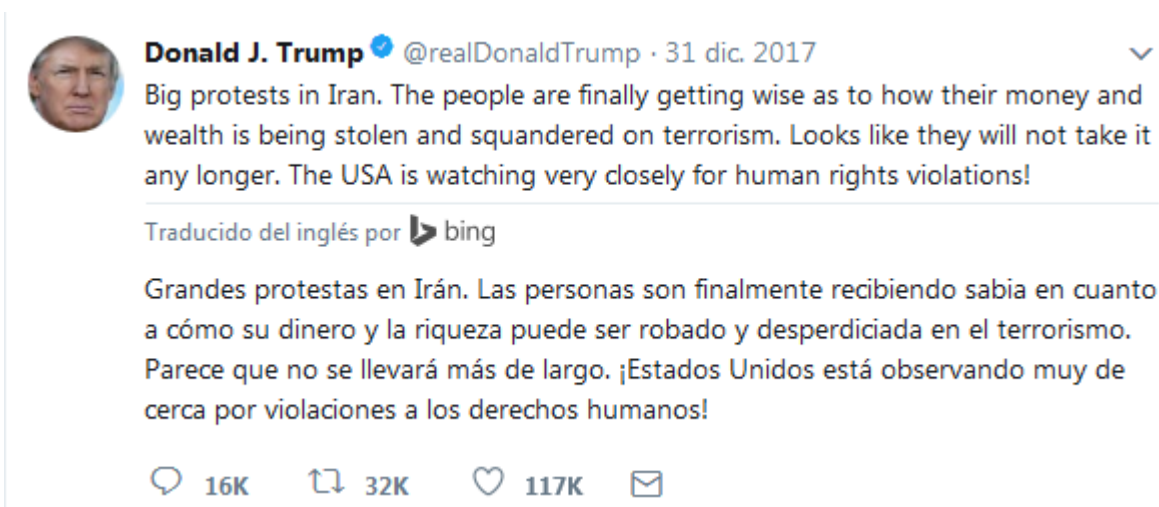 Donald J. Trump @realDonaldTrump · 31 dic. 2017
Big protests in Iran. The people are finally getting wise as to how their money and
wealth is being stolen and squandered on terrorism. Looks like they will not take it
any longer. The USA is watching very closely for human rights violations!
Traducido del inglés por bing
Grandes protestas en Irán. Las personas son finalmente recibiendo sabia en cuanto
a cómo su dinero y la riqueza puede ser robado y desperdiciada en el terrorismo.
Parece que no se llevará más de largo. ¡Estados Unidos está observando muy de
cerca por violaciones a los derechos humanos!
16K 32K 117K